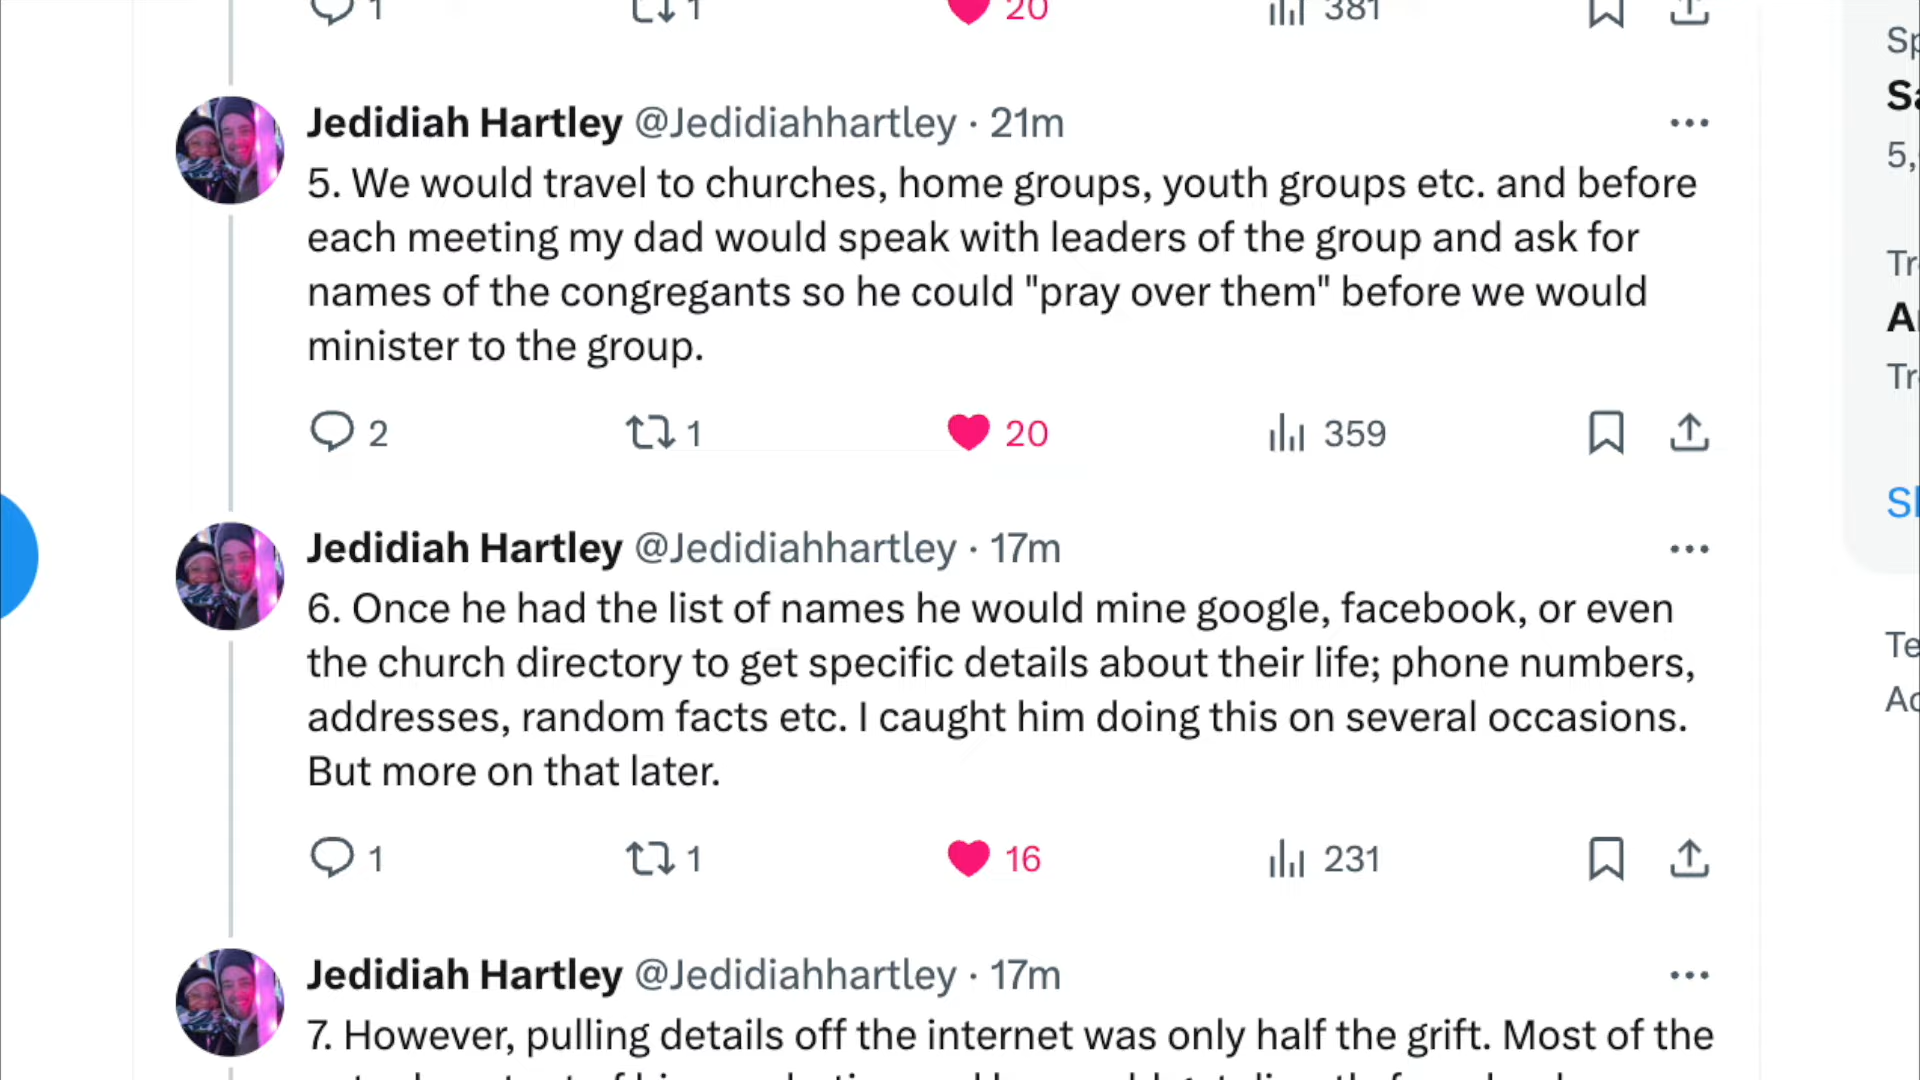 1 1 20 381
Jedidiah Hartley @Jedidiahhartley · 21m
5. We would travel to churches, home groups, youth groups etc. and before
each meeting my dad would speak with leaders of the group and ask for
names of the congregants so he could "pray over them" before we would
minister to the group.
2 1 20 359
Jedidiah Hartley @Jedidiahhartley · 17m
6. Once he had the list of names he would mine google, facebook, or even
the church directory to get specific details about their life; phone numbers,
addresses, random facts etc. I caught him doing this on several occasions.
But more on that later.
1 1 16 231
Jedidiah Hartley @Jedidiahhartley · 17m
7. However, pulling details off the internet was only half the grift. Most of the